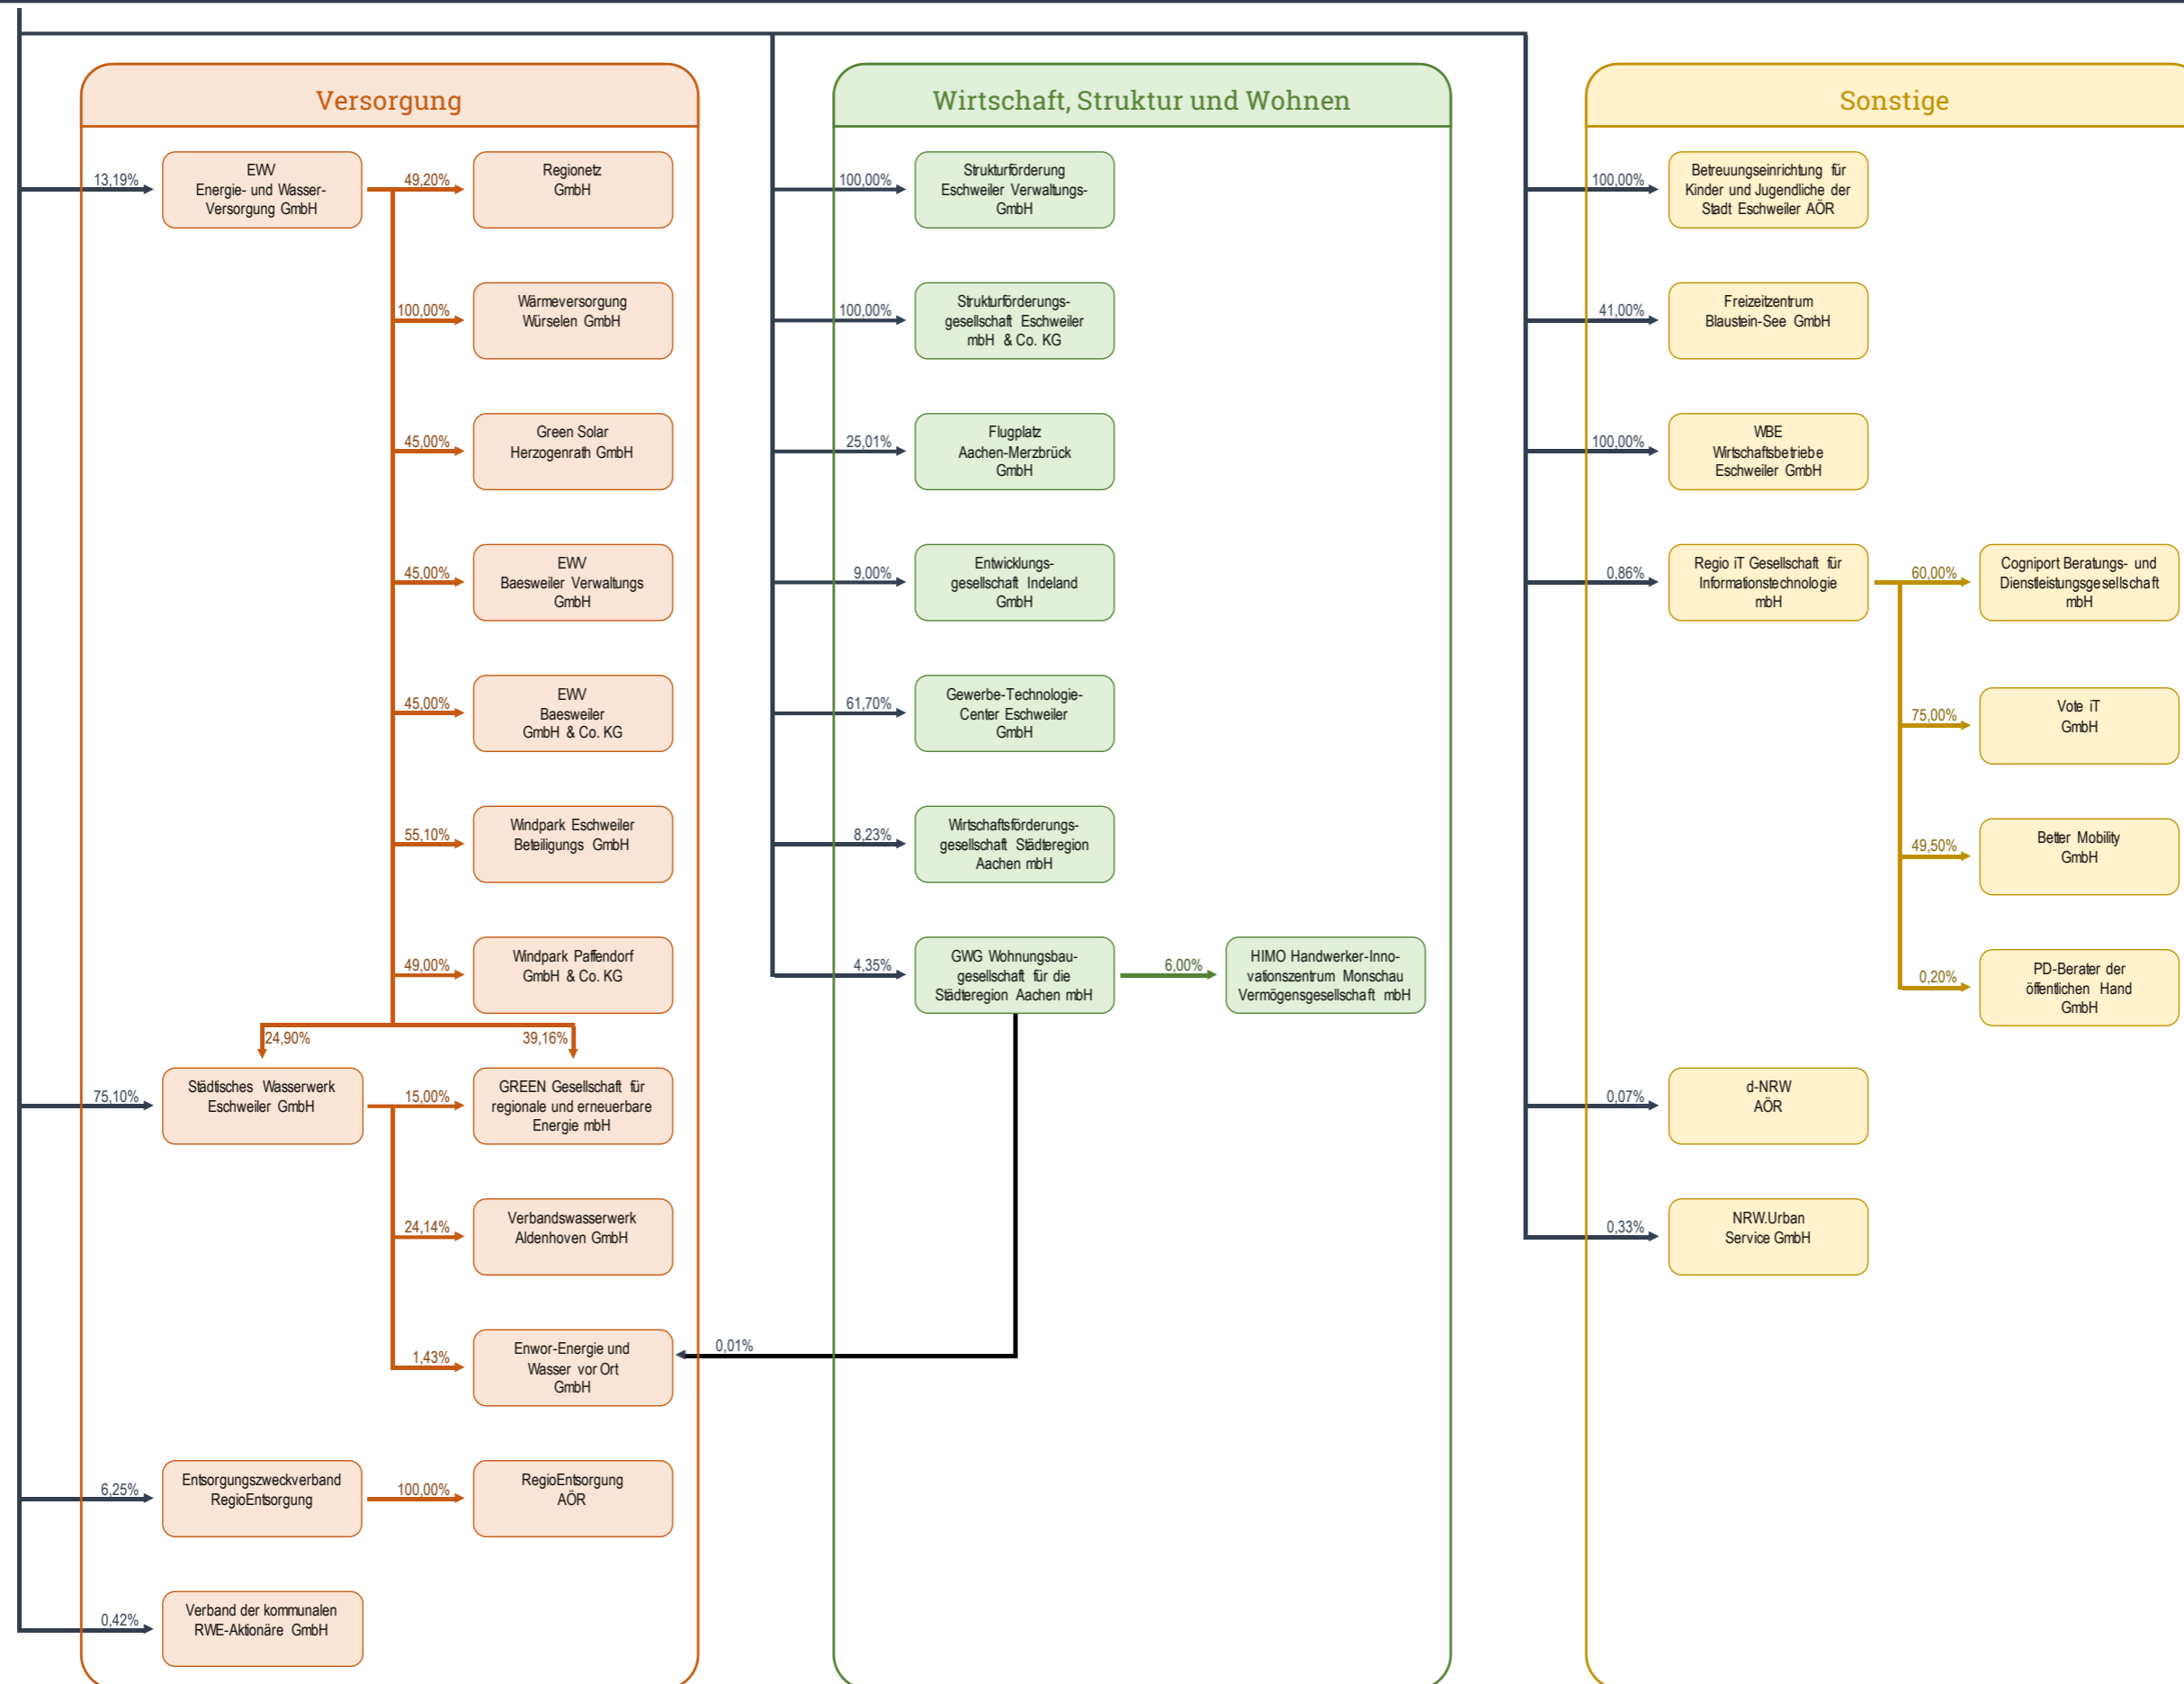 Versorgung
13,19%
EWV
Energie- und Wasser-
Versorgung GmbH
49,20%
Regionetz
GmbH
100,00%
Wärmeversorgung
Würselen GmbH
45,00%
Green Solar
Herzogenrath GmbH
45,00%
EWV
Baesweiler Verwaltungs
GmbH
45,00%
EWV
Baesweiler
GmbH & Co. KG
55,10%
Windpark Eschweiler
Beteiligungs GmbH
49,00%
Windpark Paffendorf
GmbH & Co. KG
24,90%
39,16%
75,10%
Städtisches Wasserwerk
Eschweiler GmbH
15,00%
GREEN Gesellschaft für
regionale und erneuerbare
Energie mbH
24,14%
Verbandswasserwerk
Aldenhoven GmbH
1,43%
Enwor-Energie und
Wasser vor Ort
GmbH
0,01%
6,25%
Entsorgungszweckverband
RegioEntsorgung
100,00%
RegioEntsorgung
AÖR
0,42%
Verband der kommunalen
RWE-Aktionäre GmbH
Wirtschaft, Struktur und Wohnen
100,00%
Strukturförderung
Eschweiler Verwaltungs-
GmbH
100,00%
Strukturförderungs-
gesellschaft Eschweiler
mbH & Co. KG
25,01%
Flugplatz
Aachen-Merzbrück
GmbH
9,00%
Entwicklungs-
gesellschaft Indeland
GmbH
61,70%
Gewerbe-Technologie-
Center Eschweiler
GmbH
8,23%
Wirtschaftsförderungs-
gesellschaft Städteregion
Aachen mbH
4,35%
GWG Wohnungsbau-
gesellschaft für die
Städteregion Aachen mbH
6,00%
HIMO Handwerker-Inno-
vationszentrum Monschau
Vermögensgesellschaft mbH
Sonstige
100,00%
Betreuungseinrichtung für
Kinder und Jugendliche der
Stadt Eschweiler AÖR
41,00%
Freizeitzentrum
Blaustein-See GmbH
100,00%
WBE
Wirtschaftsbetriebe
Eschweiler GmbH
0,86%
Regio iT Gesellschaft für
Informationstechnologie
mbH
60,00%
Cogniport Beratungs- und
Dienstleistungsgesellschaft
mbH
75,00%
Vote iT
GmbH
49,50%
Better Mobility
GmbH
0,20%
PD-Berater der
öffentlichen Hand
GmbH
0,07%
d-NRW
AÖR
0,33%
NRW.Urban
Service GmbH